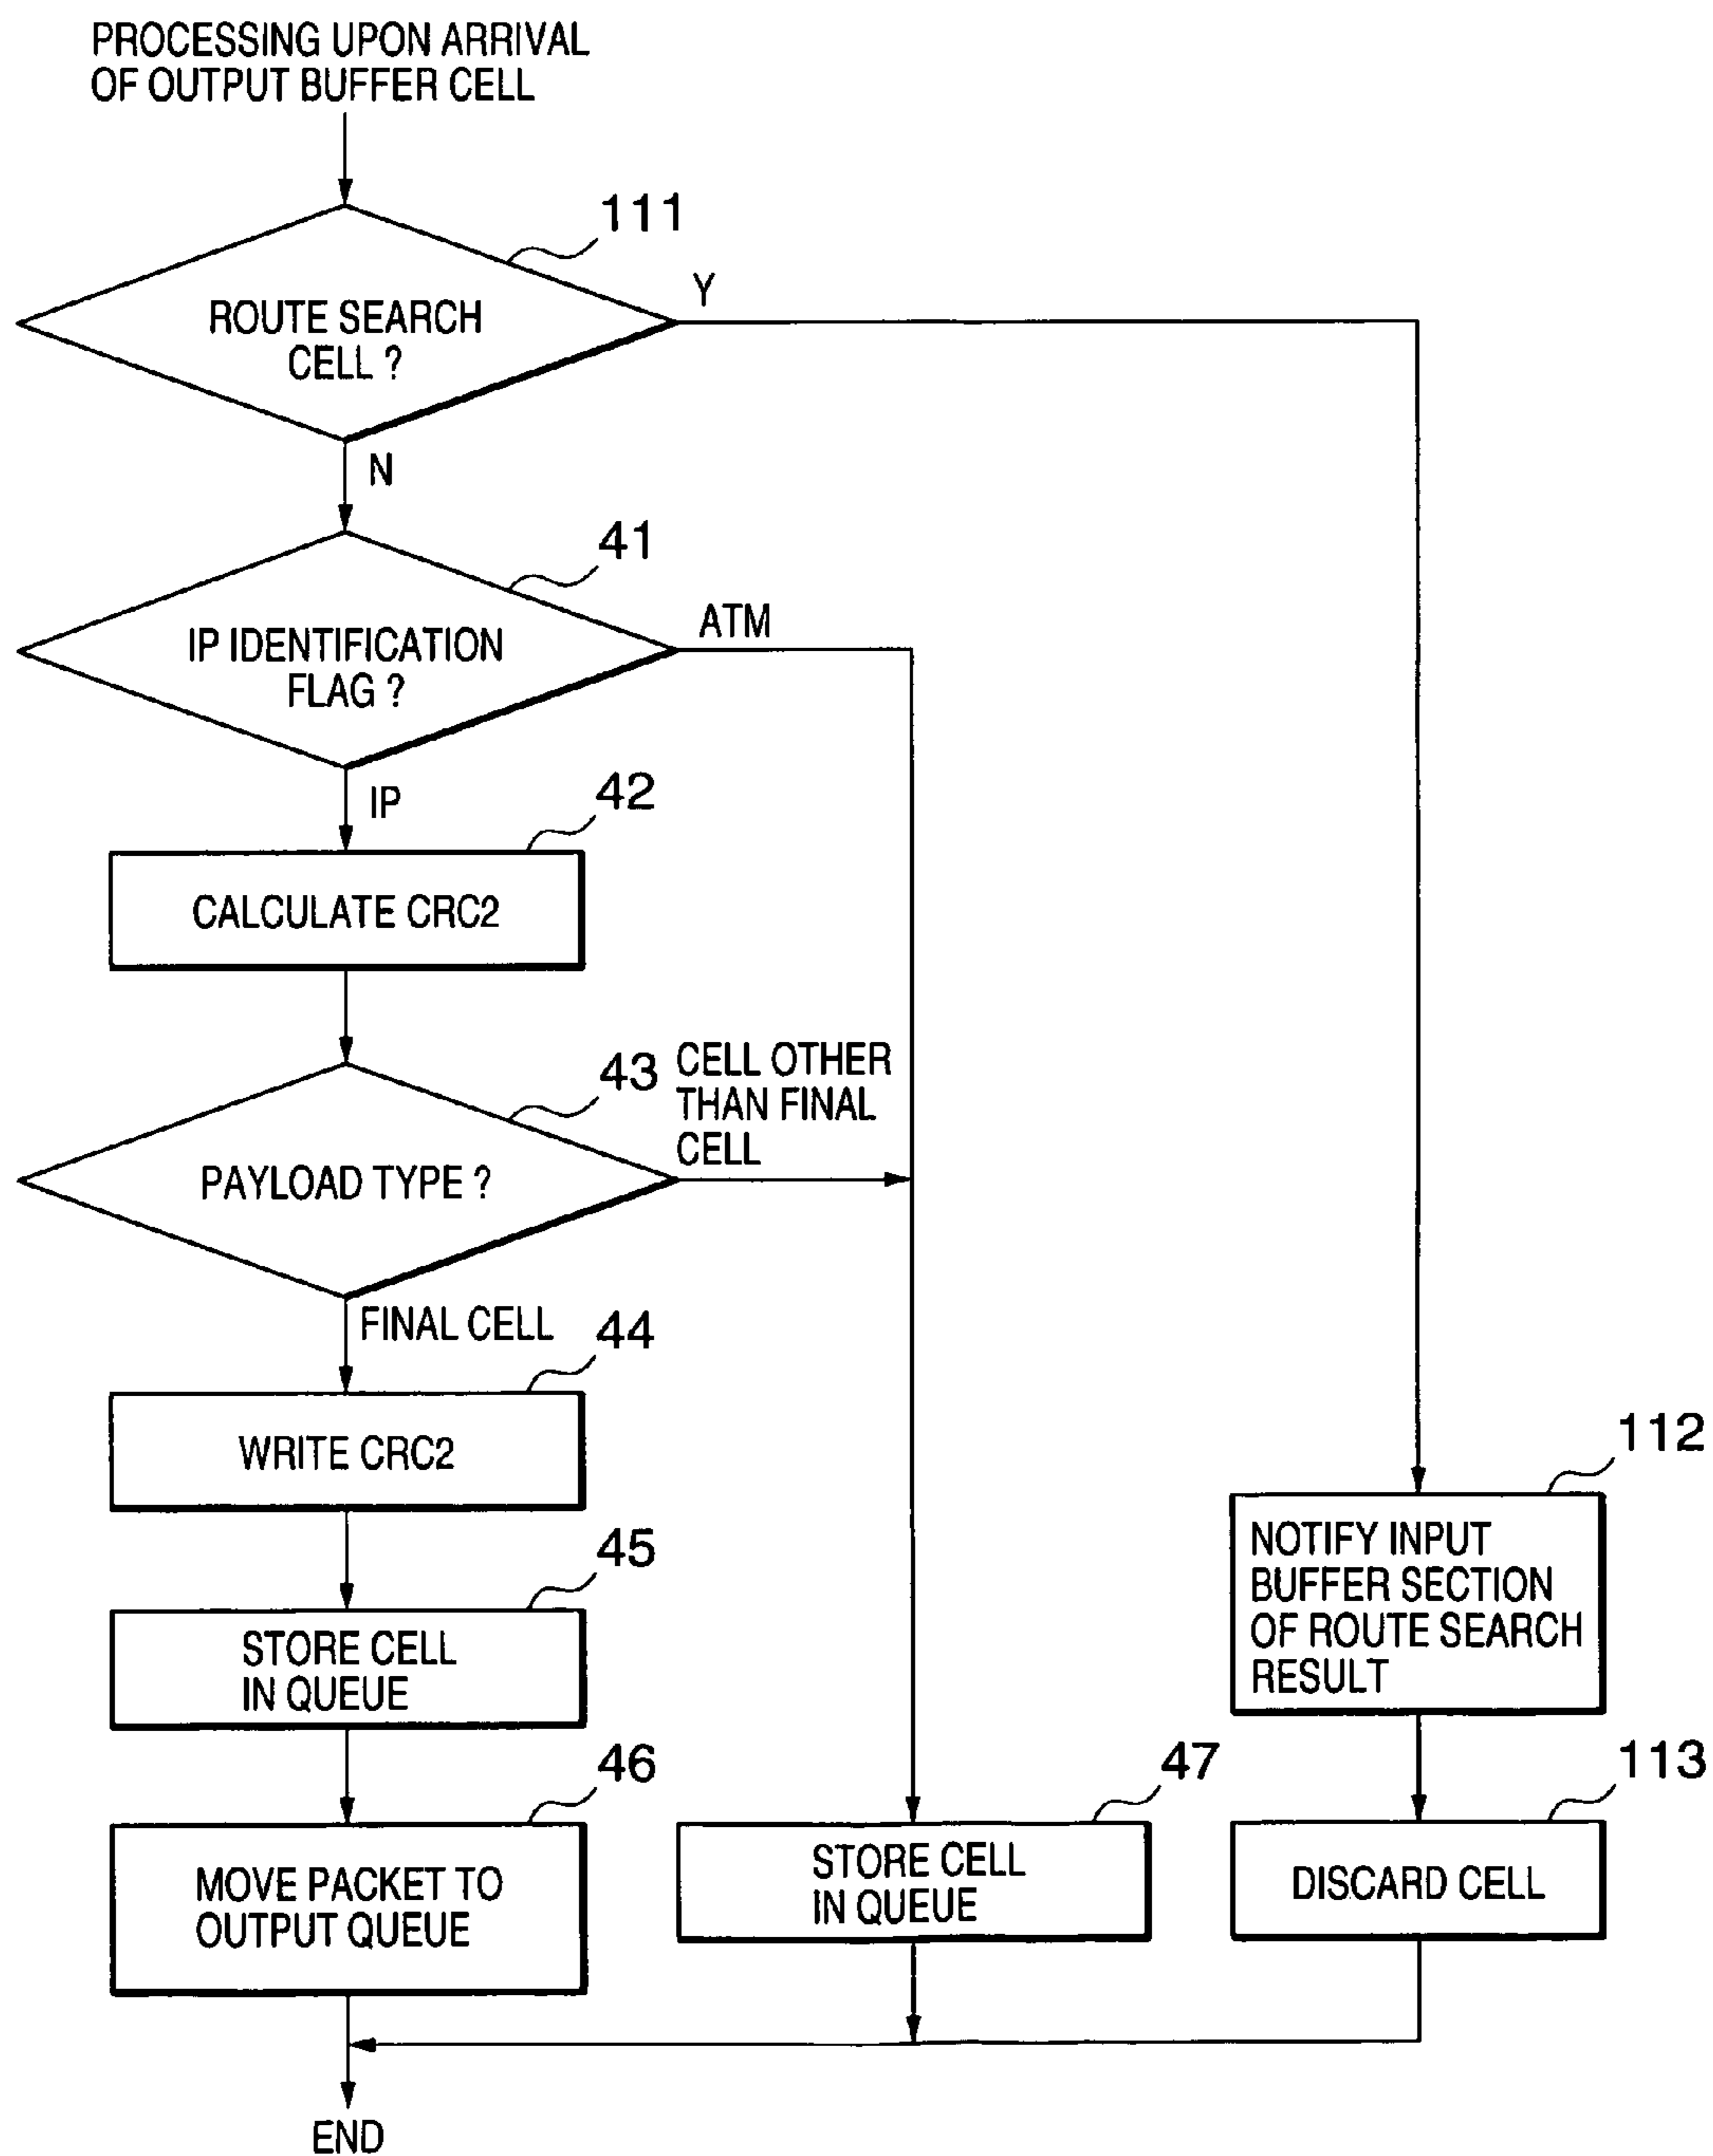 PROCESSING UPON ARRIVAL
OF OUTPUT BUFFER CELL
111
ROUTE SEARCH
CELL ?
Y
N
41
IP IDENTIFICATION
FLAG ?
ATM
IP
42
CALCULATE CRC2
43
CELL OTHER
THAN FINAL
CELL
PAYLOAD TYPE ?
FINAL CELL
44
WRITE CRC2
45
STORE CELL
IN QUEUE
46
MOVE PACKET TO
OUTPUT QUEUE
47
STORE CELL
IN QUEUE
112
NOTIFY INPUT
BUFFER SECTION
OF ROUTE SEARCH
RESULT
113
DISCARD CELL
END